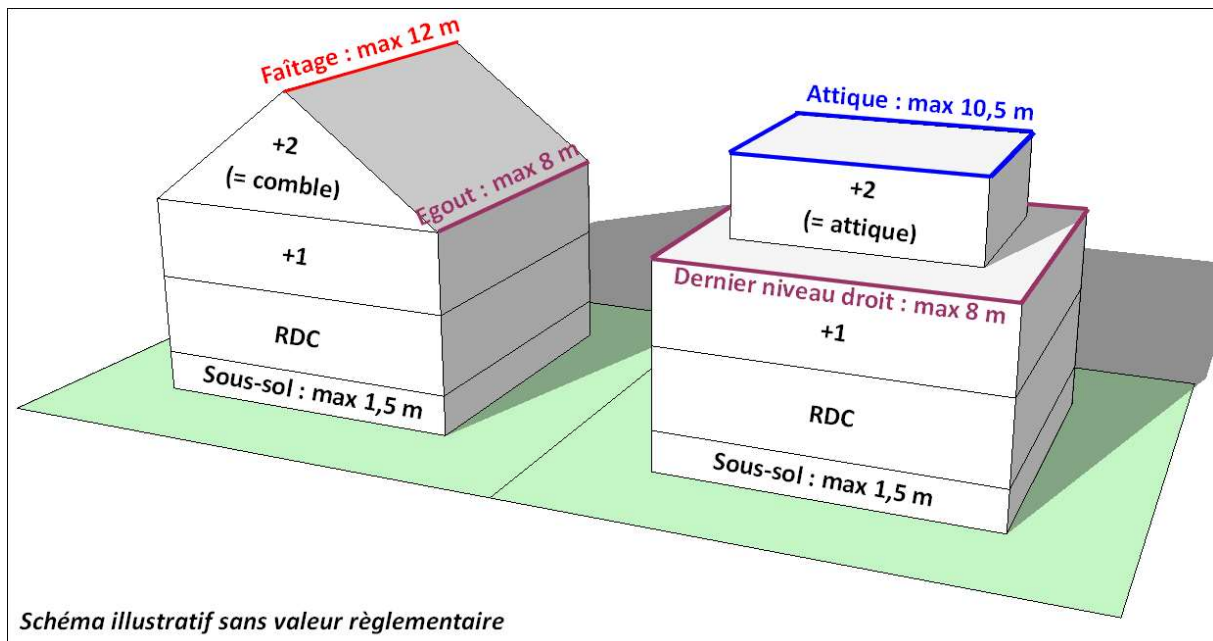 Faîtage : max 12 m
+2
(= comble)
Egout : max 8 m
+1
RDC
Sous-sol : max 1,5 m
Attique : max 10,5 m
+2
(= attique)
Dernier niveau droit : max 8 m
+1
RDC
Sous-sol : max 1,5 m
Schéma illustratif sans valeur règlementaire